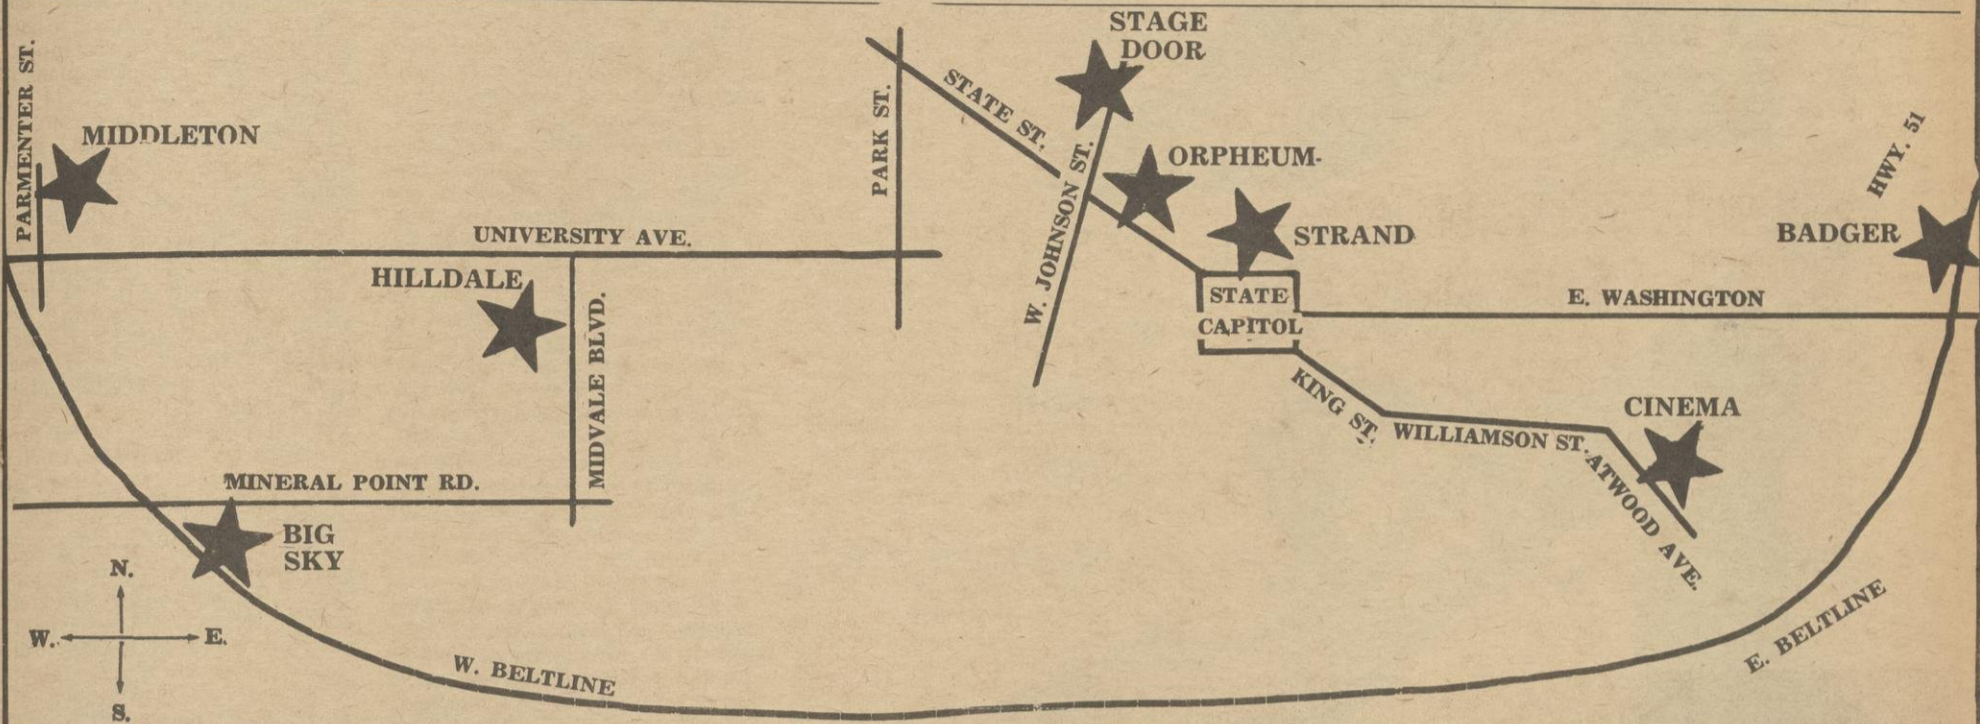 STAGE
DOOR
PARMENTER ST.
MIDDLETON
STATE ST.
PARK ST.
W. JOHNSON ST.
ORPHEUM
HWY. 51
STRAND
BADGER
UNIVERSITY AVE.
HILLDALE
MIDVALE BLVD.
STATE
CAPITOL
E. WASHINGTON
KING ST.
WILLIAMSON ST.
CINEMA
ATWOOD AVE.
MINERAL POINT RD.
BIG
SKY
N.
W.
E.
S.
W. BELTLINE
E. BELTLINE